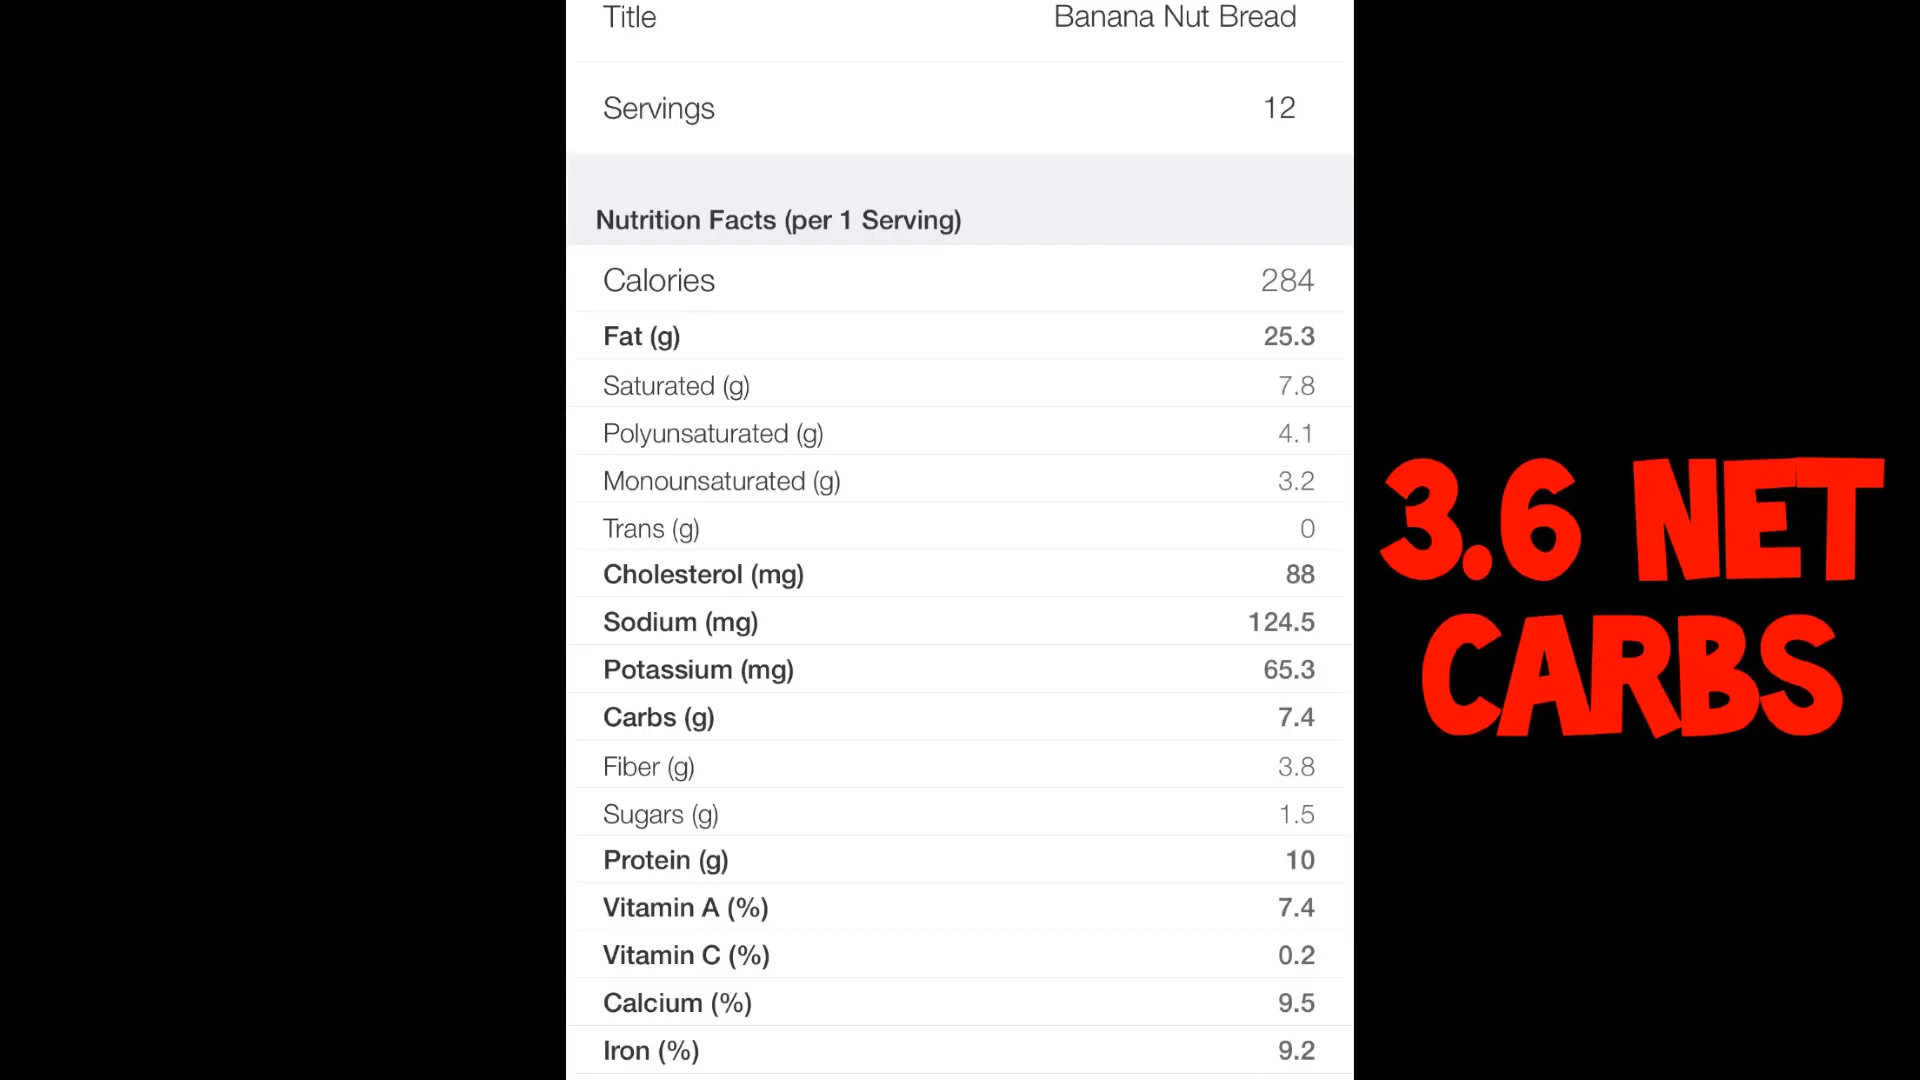 Title Banana Nut Bread
Servings 12
Nutrition Facts (per 1 Serving)
Calories 284
Fat (g) 25.3
Saturated (g) 7.8
Polyunsaturated (g) 4.1
Monounsaturated (g) 3.2
Trans (g) 0
Cholesterol (mg) 88
Sodium (mg) 124.5
Potassium (mg) 65.3
Carbs (g) 7.4
Fiber (g) 3.8
Sugars (g) 1.5
Protein (g) 10
Vitamin A (%) 7.4
Vitamin C (%) 0.2
Calcium (%) 9.5
Iron (%) 9.2
3.6 NET
CARBS